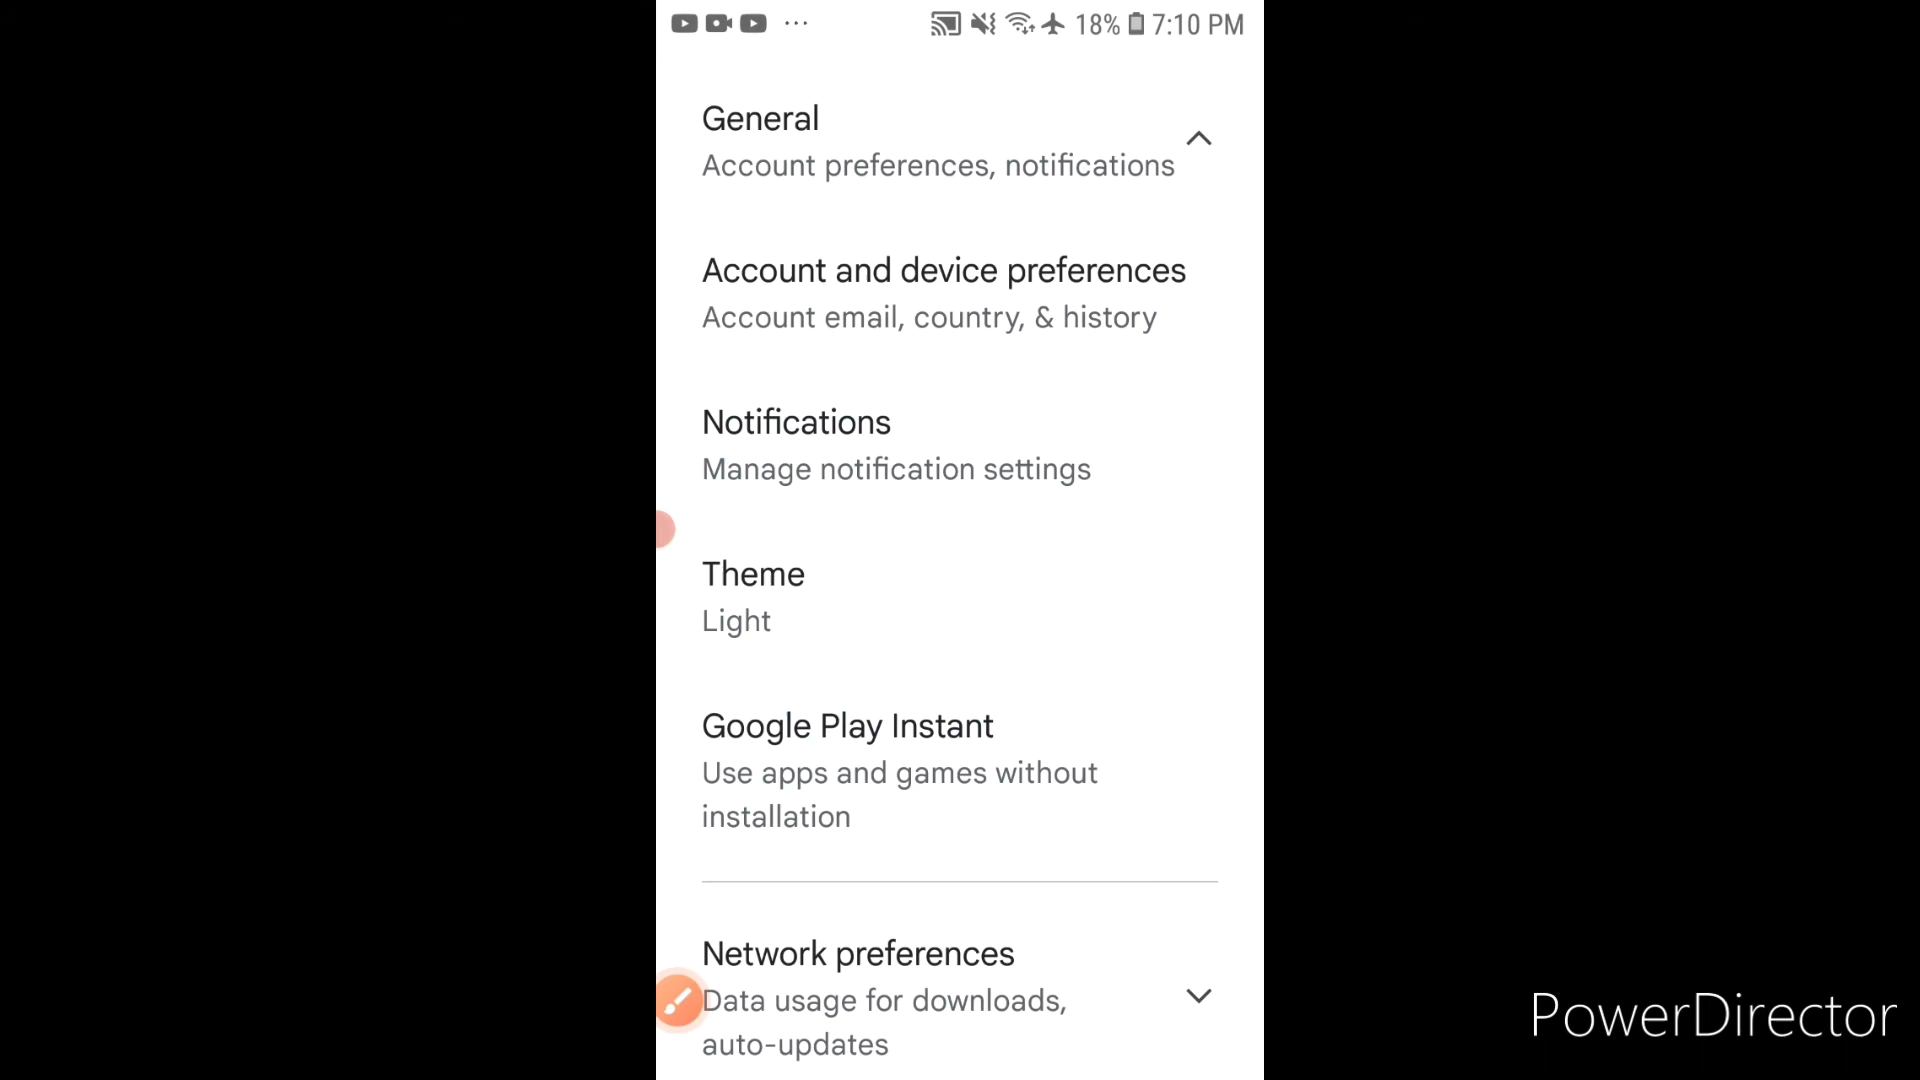 18% 7:10 PM
General
Account preferences, notifications
Account and device preferences
Account email, country, & history
Notifications
Manage notification settings
Theme
Light
Google Play Instant
Use apps and games without
installation
Network preferences
Data usage for downloads,
auto-updates
PowerDirector